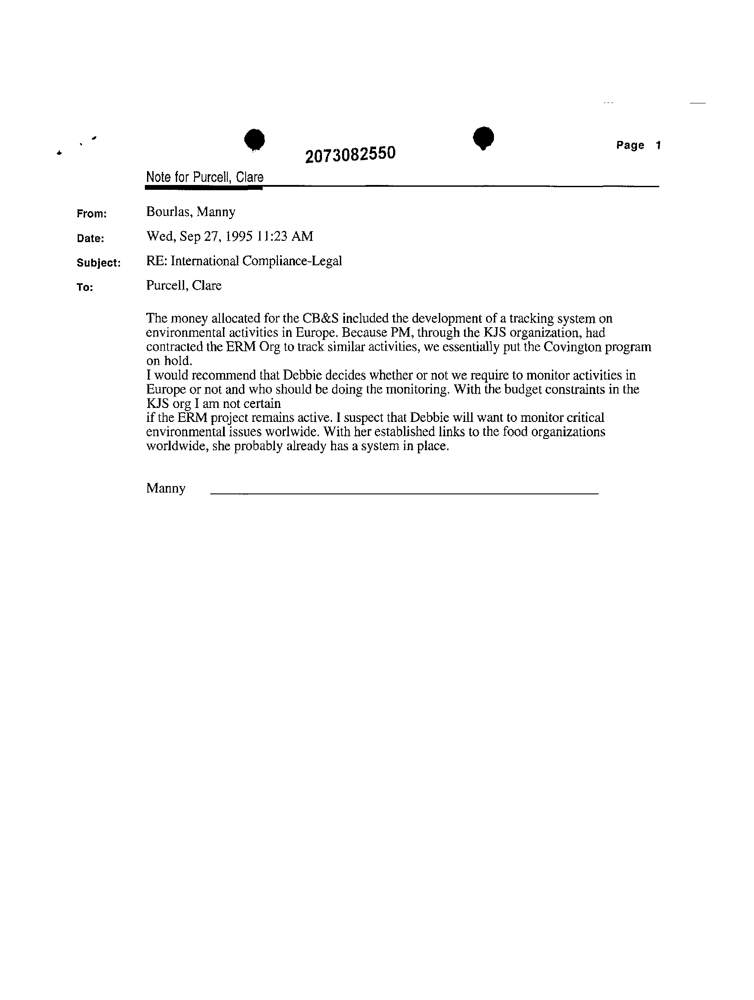 2073082550
Page 1
Note for Purcell, Clare
From: Bourlas, Manny
Date: Wed, Sep 27, 1995 11:23 AM
Subject: RE: International Compliance-Legal
To: Purcell, Clare
The money allocated for the CB&S included the development of a tracking system on
environmental activities in Europe. Because PM, through the KJS organization, had
contracted the ERM Org to track similar activities, we essentially put the Covington program
on hold.
I would recommend that Debbie decides whether or not we require to monitor activities in
Europe or not and who should be doing the monitoring. With the budget constraints in the
KJS org I am not certain
if the ERM project remains active. I suspect that Debbie will want to monitor critical
environmental issues worlwide. With her established links to the food organizations
worldwide, she probably already has a system in place.
Manny